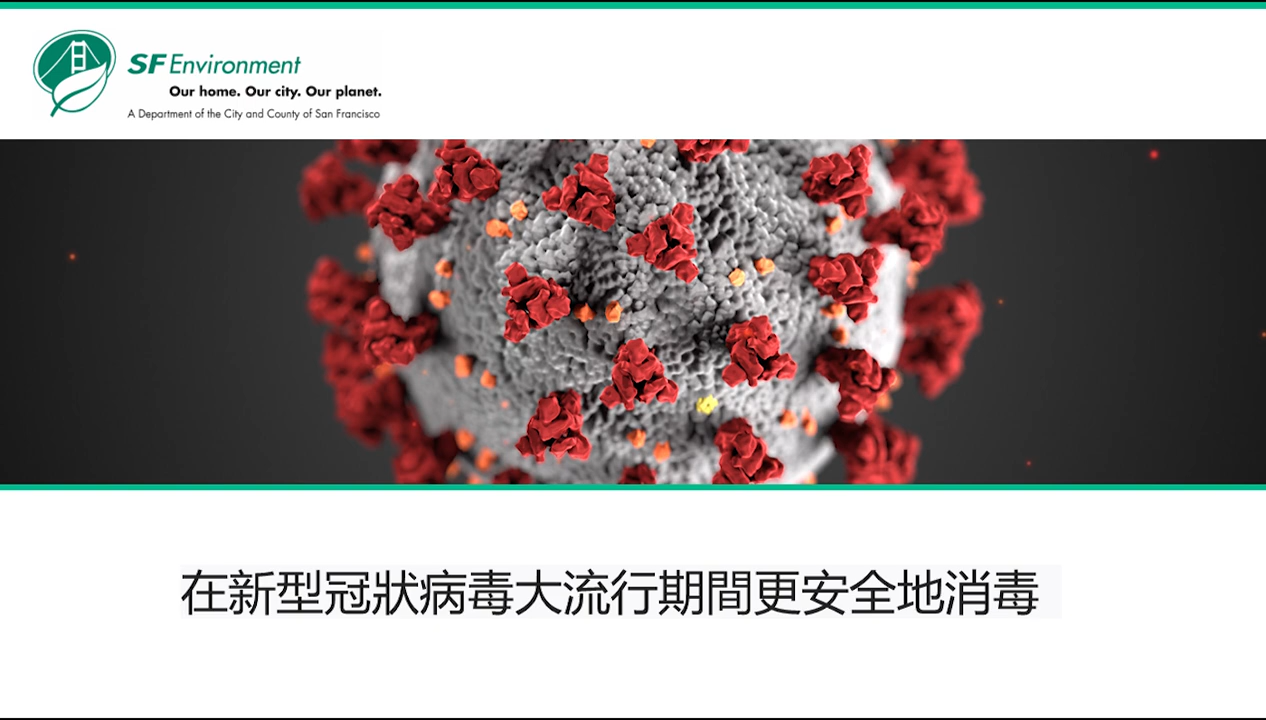 SF Environment
Our home. Our city. Our planet.
A Department of the City and County of San Francisco
在新型冠狀病毒大流行期間更安全地消毒